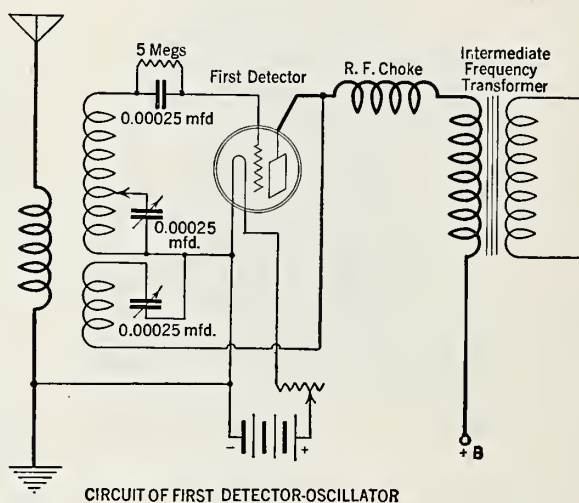 5 Megs
0.00025 mfd
First Detector
R. F. Choke
Intermediate
Frequency
Transformer
0.00025
mfd.
0.00025 mfd.
- +
+ B
CIRCUIT OF FIRST DETECTOR-OSCILLATOR